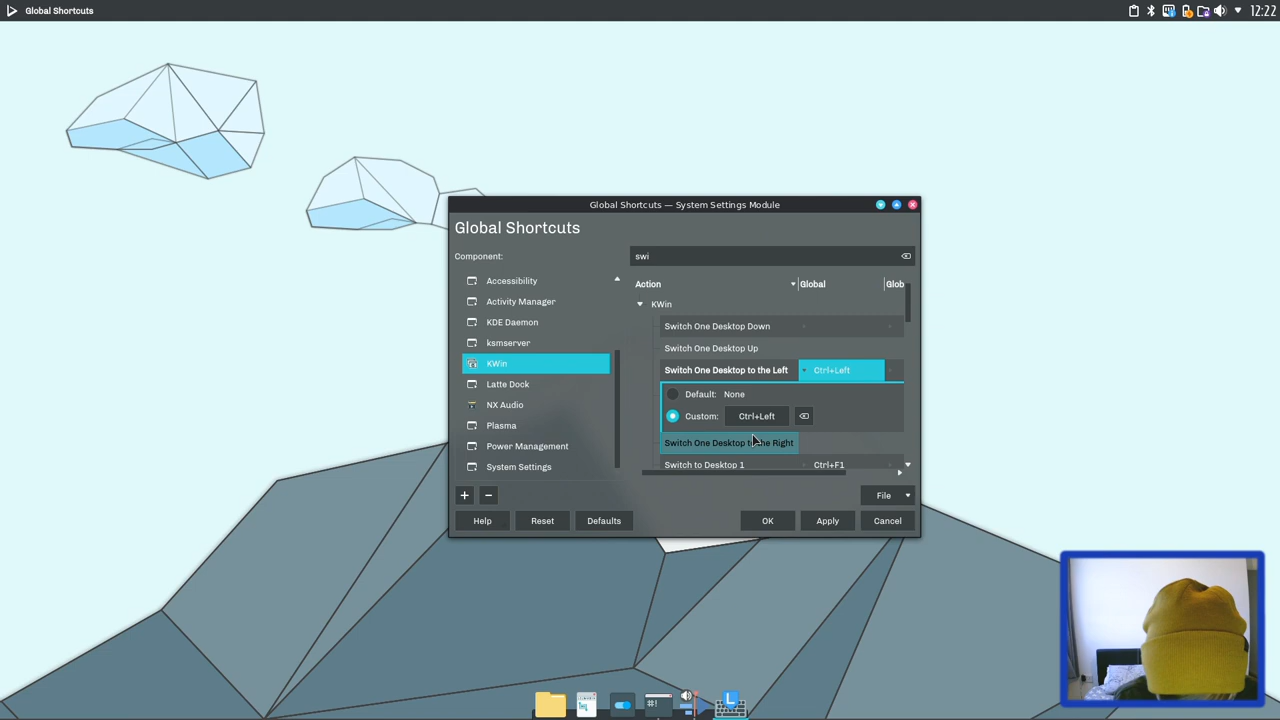 Global Shortcuts
12:22
Global Shortcuts — System Settings Module
Global Shortcuts
Component:
swi
Accessibility
Activity Manager
KDE Daemon
ksmserver
KWin
Latte Dock
NX Audio
Plasma
Power Management
System Settings
Action Global Glob
KWin
Switch One Desktop Down
Switch One Desktop Up
Switch One Desktop to the Left Ctrl+Left
Default: None
Custom: Ctrl+Left
Switch One Desktop to the Right
Switch to Desktop 1 Ctrl+F1
+ −
File
Help Reset Defaults OK Apply Cancel
#!
L